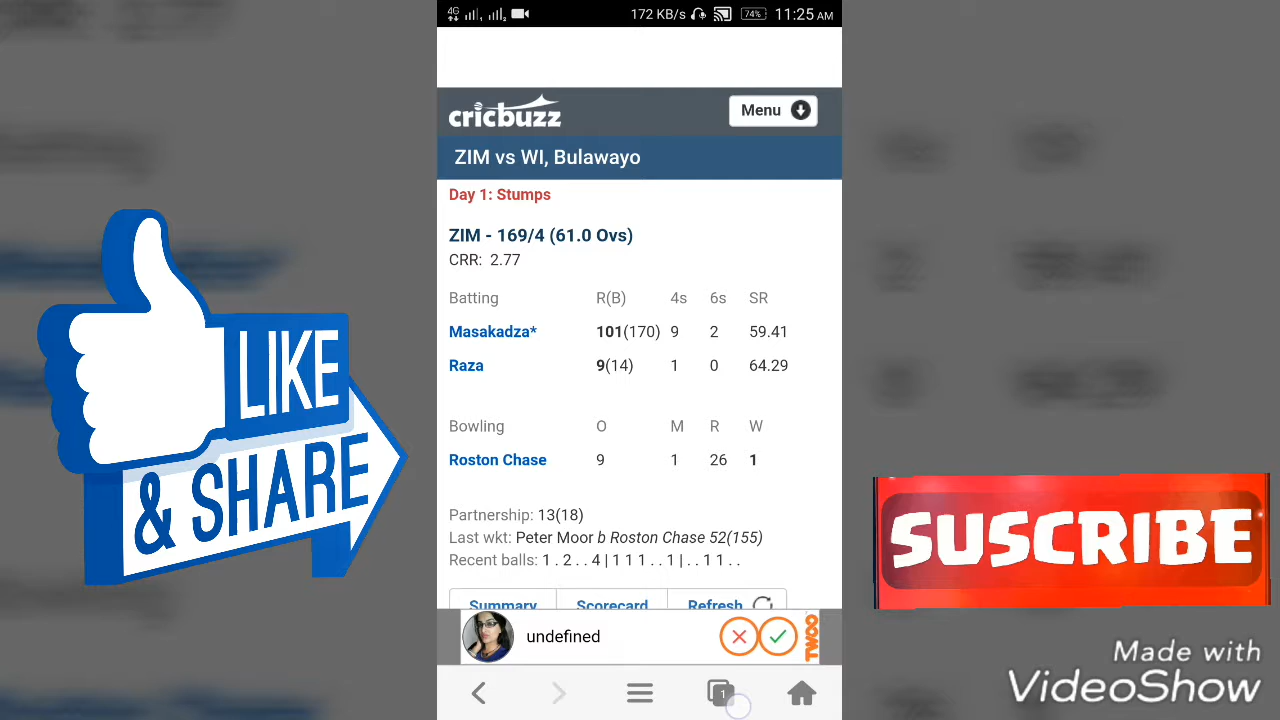 4G 172 KB/s 74% 11:25 AM
cricbuzz Menu
ZIM vs WI, Bulawayo
Day 1: Stumps
ZIM - 169/4 (61.0 Ovs)
CRR: 2.77
Batting R(B) 4s 6s SR
Masakadza* 101(170) 9 2 59.41
Raza 9(14) 1 0 64.29
Bowling O M R W
Roston Chase 9 1 26 1
Partnership: 13(18)
Last wkt: Peter Moor b Roston Chase 52(155)
Recent balls: 1 . 2 . . 4 | 1 1 1 . . 1 | . . 1 1 . .
Summary Scorecard Refresh
undefined TWOO
1
LIKE
& SHARE
SUSCRIBE
Made with
VideoShow